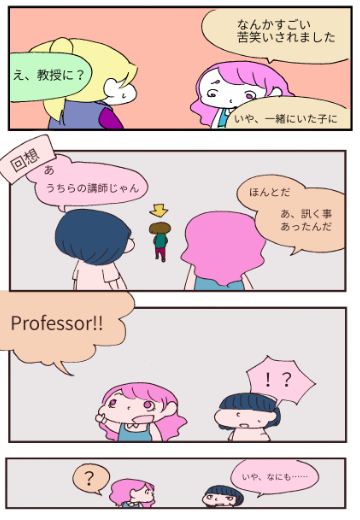 なんかすごい
苦笑いされました
え、教授に？
いや、一緒にいた子に
回想
あ
うちらの講師じゃん
ほんとだ
あ、訊く事
あったんだ
Professor!!
！？
？
いや、なにも……